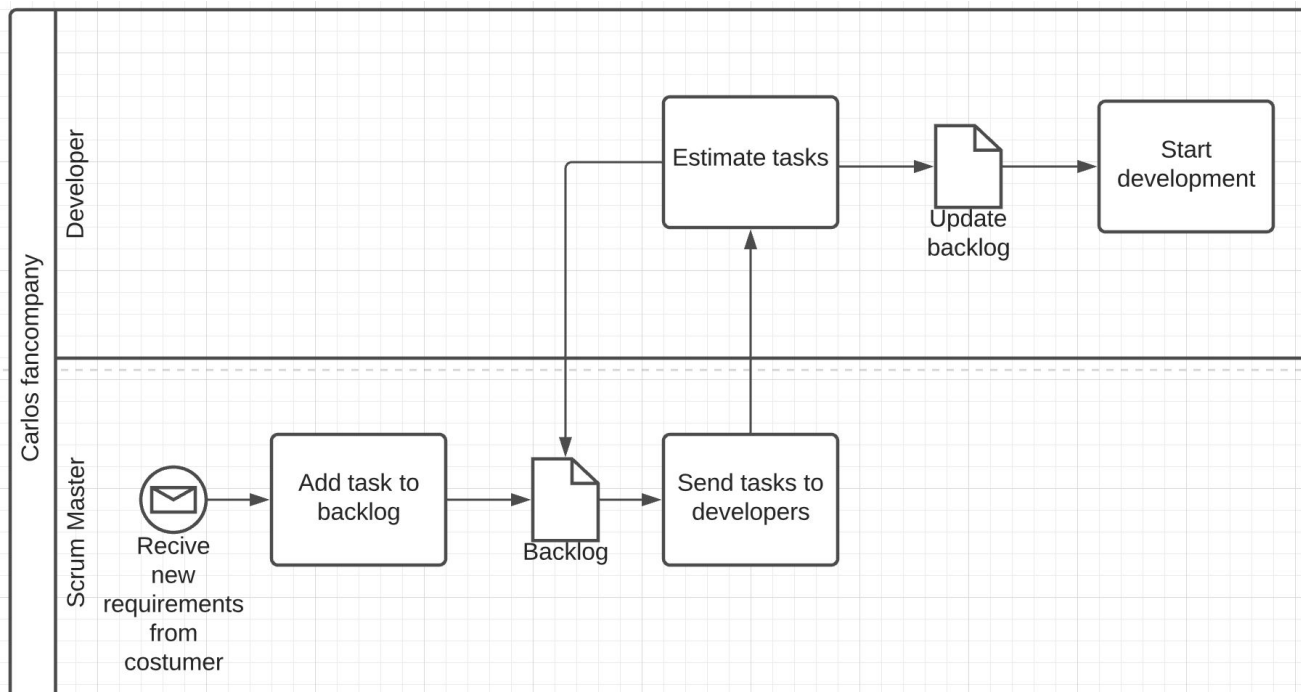 Carlos fancompany
Developer
Estimate tasks
Update
backlog
Start
development
Scrum Master
Recive
new
requirements
from
costumer
Add task to
backlog
Backlog
Send tasks to
developers